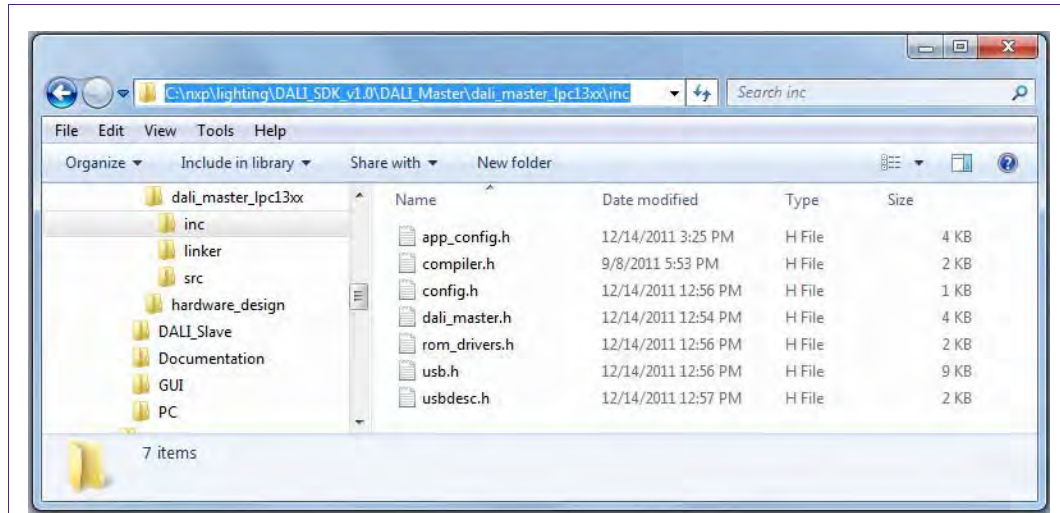 C:\nxp\lighting\DALI_SDK_v1.0\DALI_Master\dali_master_lpc13xx\inc
Search inc
File Edit View Tools Help
Organize Include in library Share with New folder
Name Date modified Type Size
dali_master_lpc13xx
inc
linker
src
hardware_design
DALI_Slave
Documentation
GUI
PC
app_config.h 12/14/2011 3:25 PM H File 4 KB
compiler.h 9/8/2011 5:53 PM H File 2 KB
config.h 12/14/2011 12:56 PM H File 1 KB
dali_master.h 12/14/2011 12:54 PM H File 4 KB
rom_drivers.h 12/14/2011 12:56 PM H File 2 KB
usb.h 12/14/2011 12:56 PM H File 9 KB
usbdesc.h 12/14/2011 12:57 PM H File 2 KB
7 items